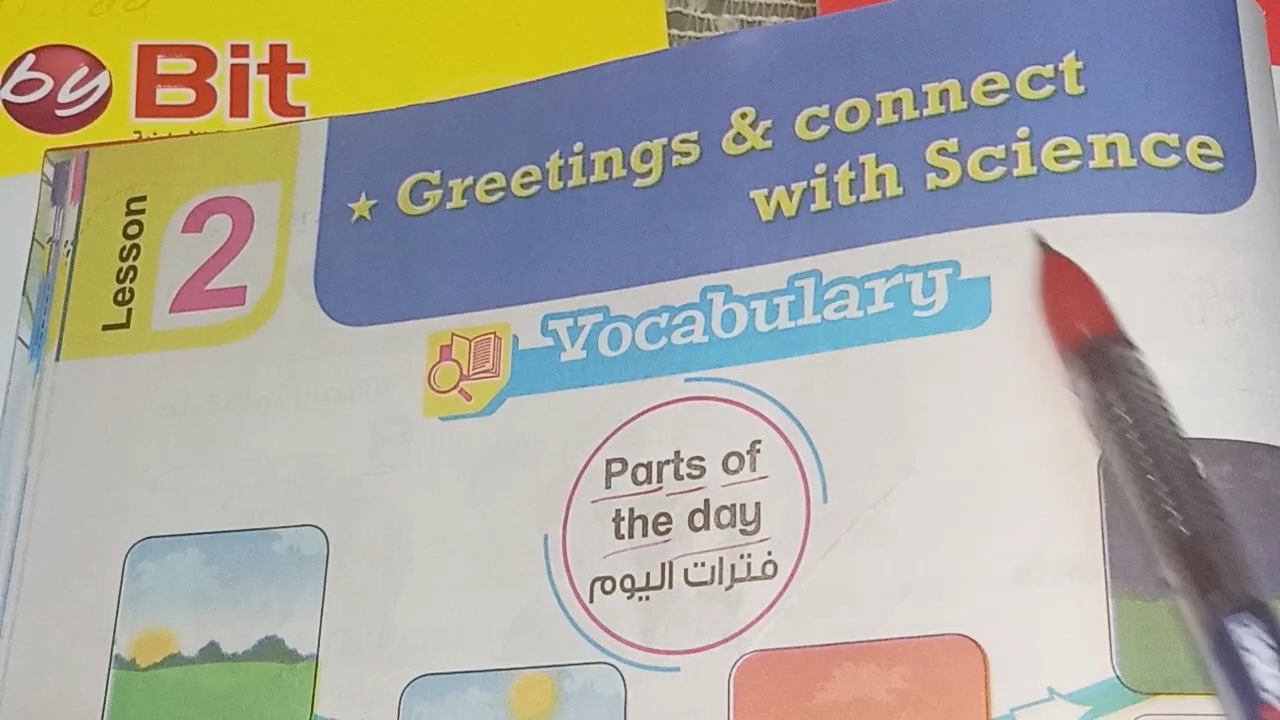 by Bit
Lesson
2
★ Greetings & connect
with Science
Vocabulary
Parts of
the day
فترات اليوم